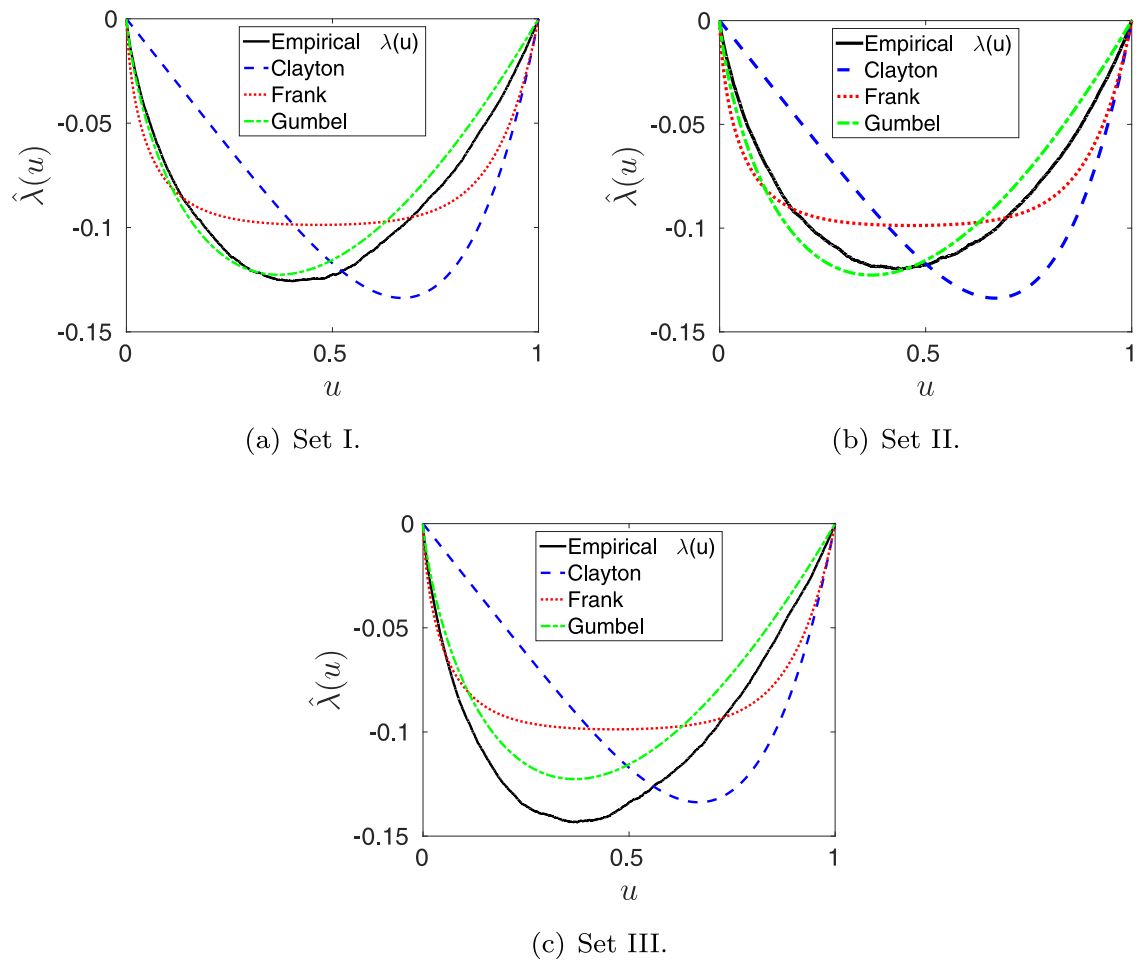 0
-0.05
-0.1
-0.15
0
0.5
1
λ̂(u)
u
Empirical λ(u)
Clayton
Frank
Gumbel
(a) Set I.
0
-0.05
-0.1
-0.15
0
0.5
1
λ̂(u)
u
Empirical λ(u)
Clayton
Frank
Gumbel
(b) Set II.
0
-0.05
-0.1
-0.15
0
0.5
1
λ̂(u)
u
Empirical λ(u)
Clayton
Frank
Gumbel
(c) Set III.